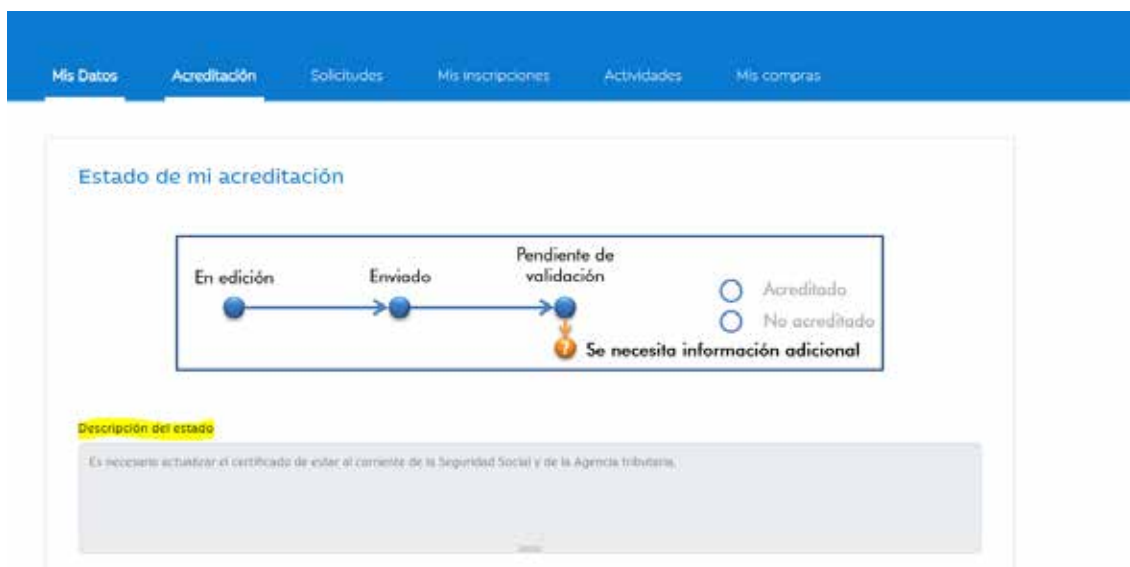 Mis Datos Acreditación Solicitudes Mis inscripciones Actividades Mis compras
Estado de mi acreditación
En edición Enviado Pendiente de validación
Acreditado
No acreditado
? Se necesita información adicional
Descripción del estado
Es necesario actualizar el certificado de estar al corriente de la Seguridad Social y de la Agencia tributaria.